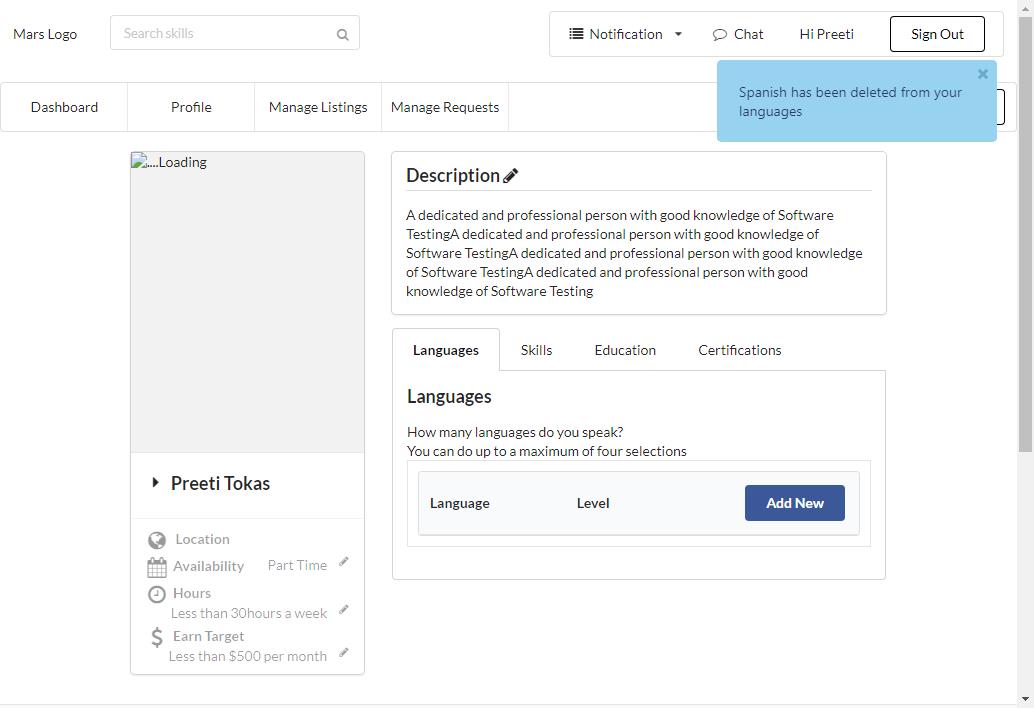 Mars Logo
Search skills
Notification
Chat
Hi Preeti
Sign Out
Spanish has been deleted from your
languages
Dashboard
Profile
Manage Listings
Manage Requests
....Loading
Description
A dedicated and professional person with good knowledge of Software
TestingA dedicated and professional person with good knowledge of
Software TestingA dedicated and professional person with good knowledge
of Software TestingA dedicated and professional person with good
knowledge of Software Testing
Preeti Tokas
Location
Availability Part Time
Hours
Less than 30hours a week
Earn Target
Less than $500 per month
Languages
Skills
Education
Certifications
Languages
How many languages do you speak?
You can do up to a maximum of four selections
Language
Level
Add New